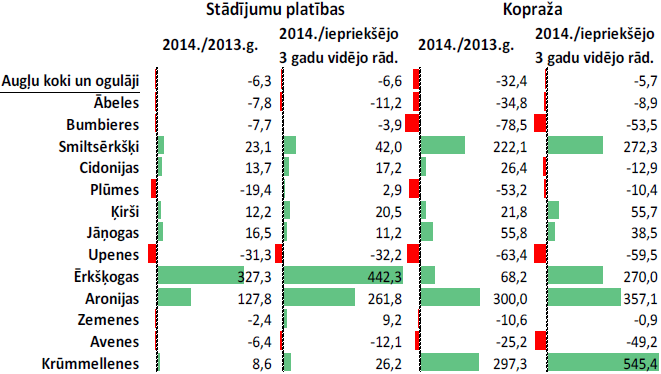 Stādījumu platības Kopraža
2014./2013.g. 2014./iepriekšējo 3 gadu vidējo rād. 2014./2013.g. 2014./iepriekšējo 3 gadu vidējo rād.
Augļu koki un ogulāji -6,3 -6,6 -32,4 -5,7
Ābeles -7,8 -11,2 -34,8 -8,9
Bumbieres -7,7 -3,9 -78,5 -53,5
Smiltsērkšķi 23,1 42,0 222,1 272,3
Cidonijas 13,7 17,2 26,4 -12,9
Plūmes -19,4 2,9 -53,2 -10,4
Ķirši 12,2 20,5 21,8 55,7
Jāņogas 16,5 11,2 55,8 38,5
Upenes -31,3 -32,2 -63,4 -59,5
Ērkšķogas 327,3 442,3 68,2 270,0
Aronijas 127,8 261,8 300,0 357,1
Zemenes -2,4 9,2 -10,6 -0,9
Avenes -6,4 -12,1 -25,2 -49,2
Krūmmellenes 8,6 26,2 297,3 545,4